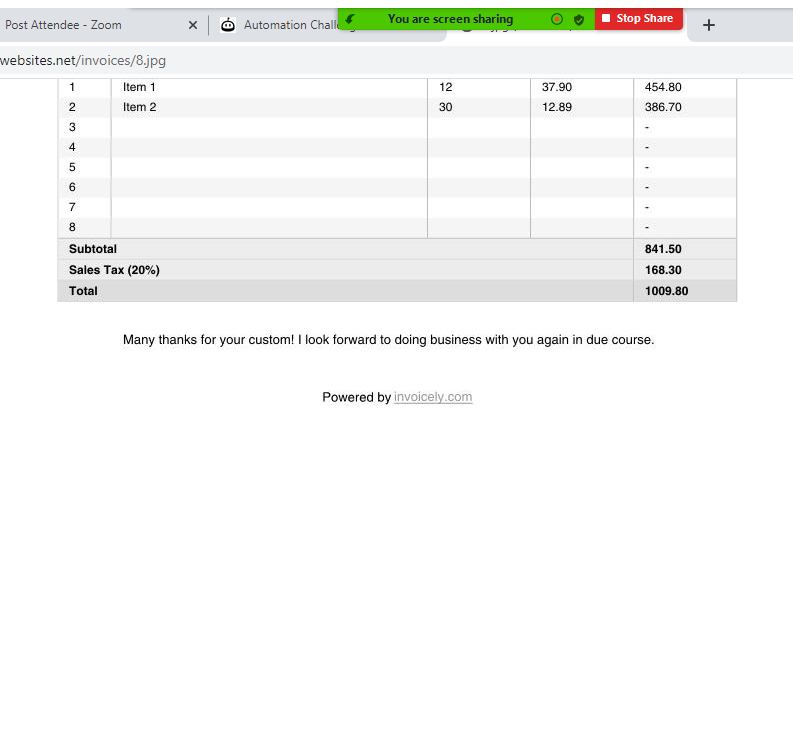 Post Attendee - Zoom
Automation Chall
You are screen sharing
Stop Share
websites.net/invoices/8.jpg
1 Item 1 12 37.90 454.80
2 Item 2 30 12.89 386.70
3 -
4 -
5 -
6 -
7 -
8 -
Subtotal 841.50
Sales Tax (20%) 168.30
Total 1009.80
Many thanks for your custom! I look forward to doing business with you again in due course.
Powered by invoicely.com